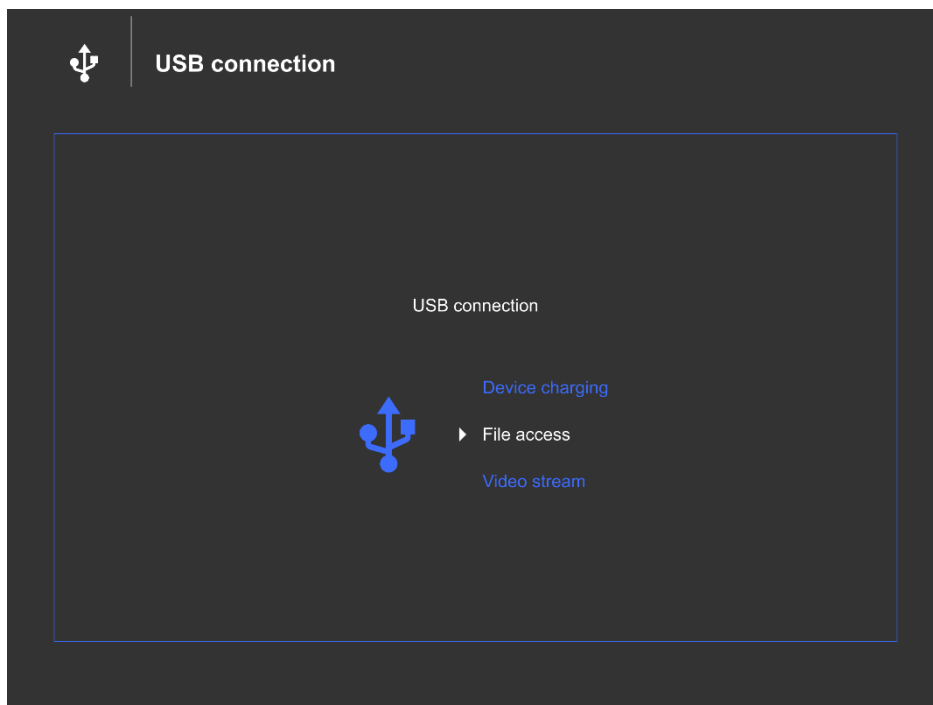 USB connection
USB connection
Device charging
File access
Video stream